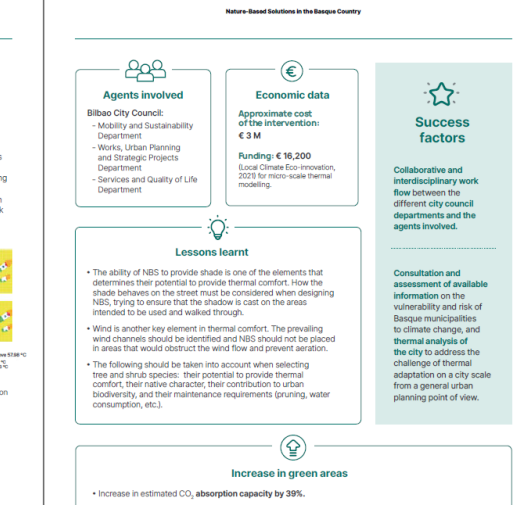 Nature-Based Solutions in the Basque Country
Agents involved
Bilbao City Council:
– Mobility and Sustainability
Department
– Works, Urban Planning
and Strategic Projects
Department
– Services and Quality of Life
Department
€
Economic data
Approximate cost
of the intervention:
€ 3 M
Funding: € 16,200
(Local Climate Eco-innovation,
2021) for micro-scale thermal
modelling.
Success
factors
Collaborative and
interdisciplinary work
flow between the
different city council
departments and the
agents involved.
Consultation and
assessment of available
information on the
vulnerability and risk of
Basque municipalities
to climate change, and
thermal analysis of
the city to address the
challenge of thermal
adaptation on a city scale
from a general urban
planning point of view.
Lessons learnt
• The ability of NBS to provide shade is one of the elements that
determines their potential to provide thermal comfort. How the
shade behaves on the street must be considered when designing
NBS, trying to ensure that the shadow is cast on the areas
intended to be used and walked through.
• Wind is another key element in thermal comfort. The prevailing
wind channels should be identified and NBS should not be placed
in areas that would obstruct the wind flow and prevent aeration.
• The following should be taken into account when selecting
tree and shrub species: their potential to provide thermal
comfort, their native character, their contribution to urban
biodiversity, and their maintenance requirements (pruning, water
consumption, etc.).
Increase in green areas
• Increase in estimated CO₂ absorption capacity by 39%.